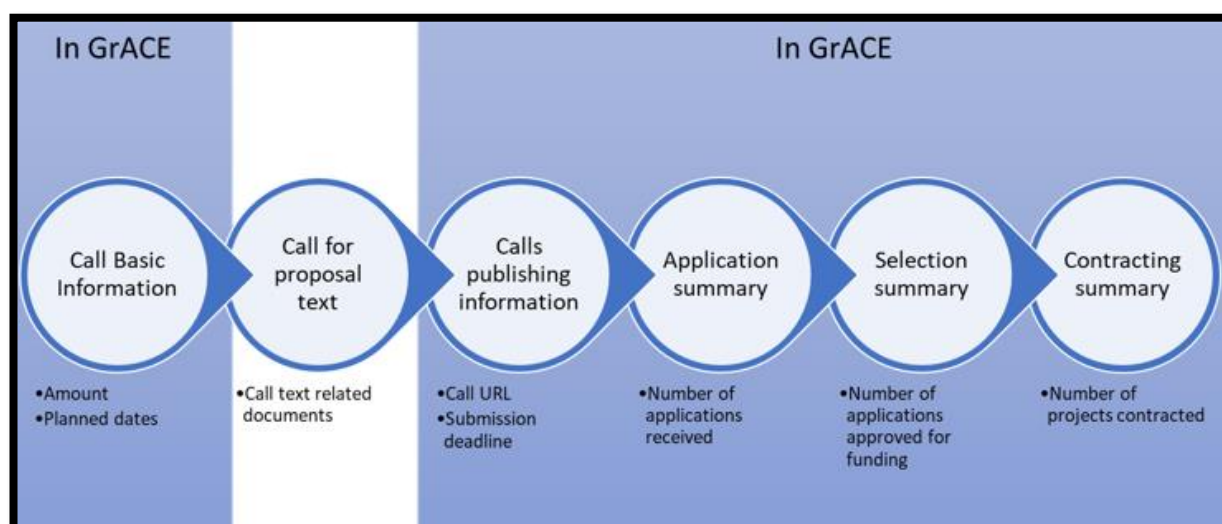 In GrACE
In GrACE
Call Basic
Information
Call for
proposal
text
Calls
publishing
information
Application
summary
Selection
summary
Contracting
summary
•Amount
•Planned dates
•Call text related
documents
•Call URL
•Submission
deadline
•Number of
applications
received
•Number of
applications
approved for
funding
•Number of
projects contracted